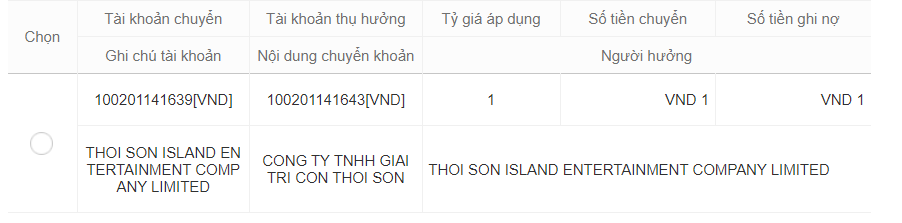 Chọn
Tài khoản chuyển
Tài khoản thụ hưởng
Tỷ giá áp dụng
Số tiền chuyển
Số tiền ghi nợ
Ghi chú tài khoản
Nội dung chuyển khoản
Người hưởng
100201141639[VND]
100201141643[VND]
1
VND 1
VND 1
THOI SON ISLAND EN
TERTAINMENT COMP
ANY LIMITED
CONG TY TNHH GIAI
TRI CON THOI SON
THOI SON ISLAND ENTERTAINMENT COMPANY LIMITED